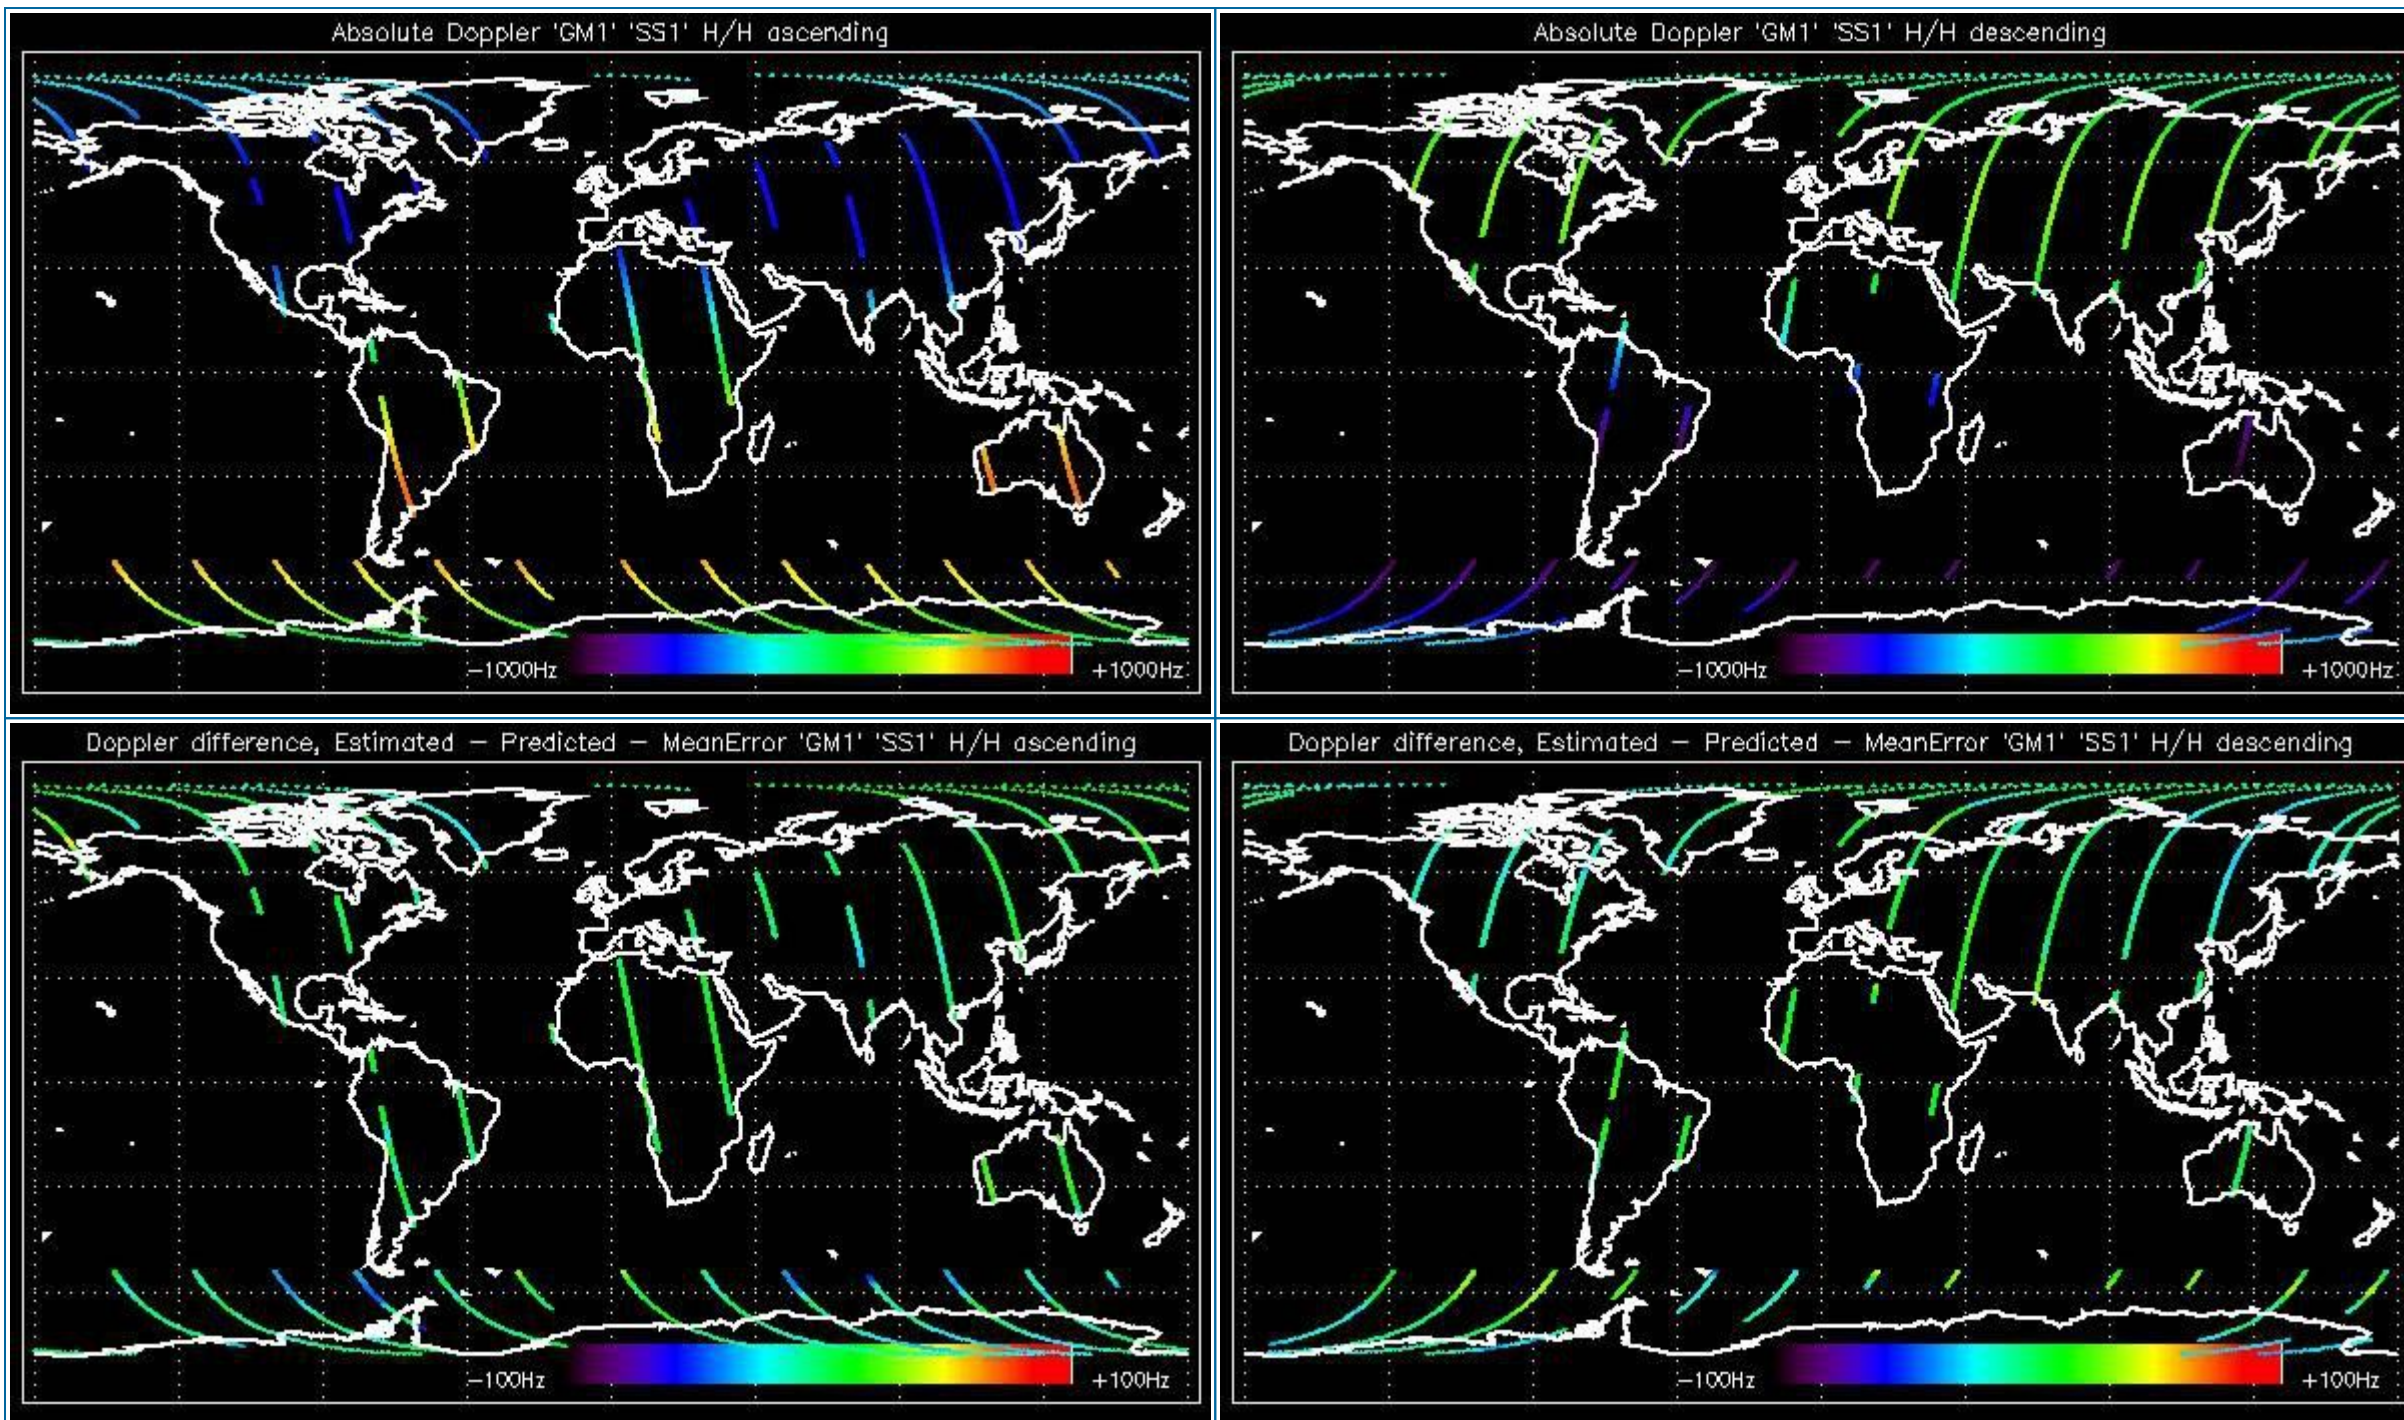 Absolute Doppler 'GM1' 'SS1' H/H ascending
−1000Hz
+1000Hz
Absolute Doppler 'GM1' 'SS1' H/H descending
−1000Hz
+1000Hz
Doppler difference, Estimated − Predicted − MeanError 'GM1' 'SS1' H/H ascending
−100Hz
+100Hz
Doppler difference, Estimated − Predicted − MeanError 'GM1' 'SS1' H/H descending
−100Hz
+100Hz